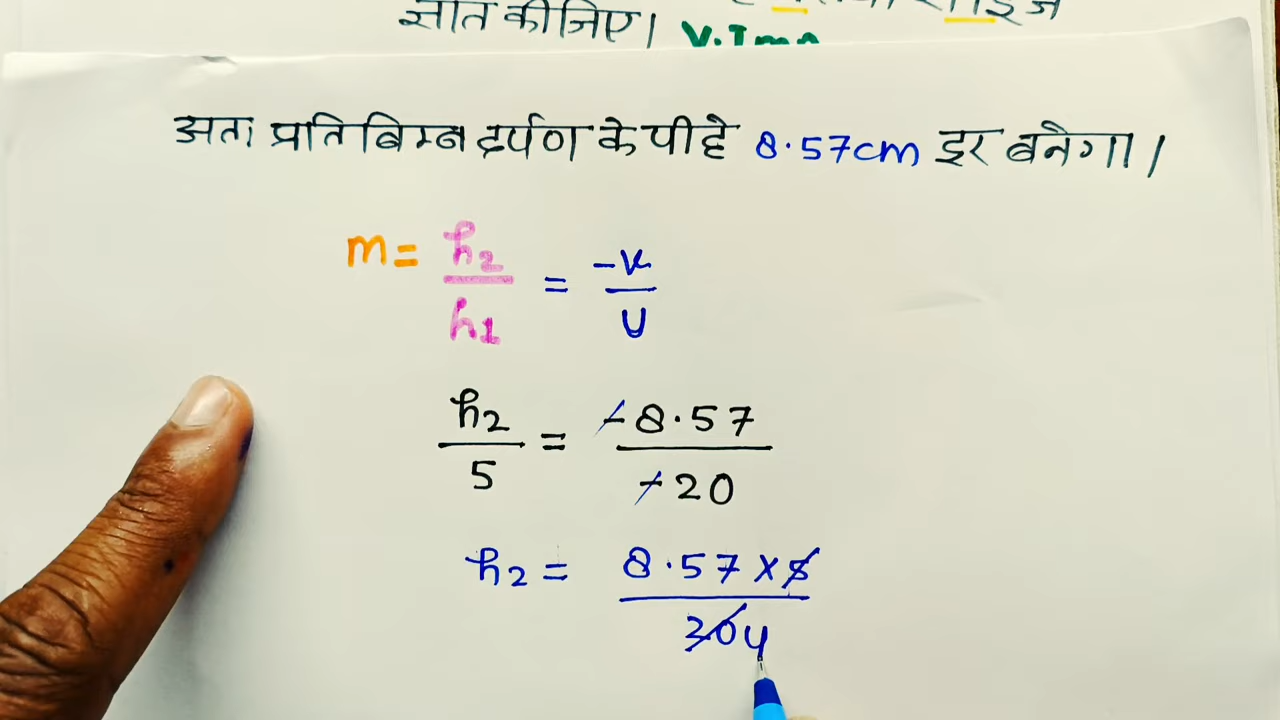 ज्ञात कीजिए। V.Imp
अतः प्रतिबिम्ब दर्पण के पीछे 8.57cm दूर बनेगा।
m = h2/h1 = -v/u
h2/5 = -8.57/-20
h2 = 8.57 x 5/20 4